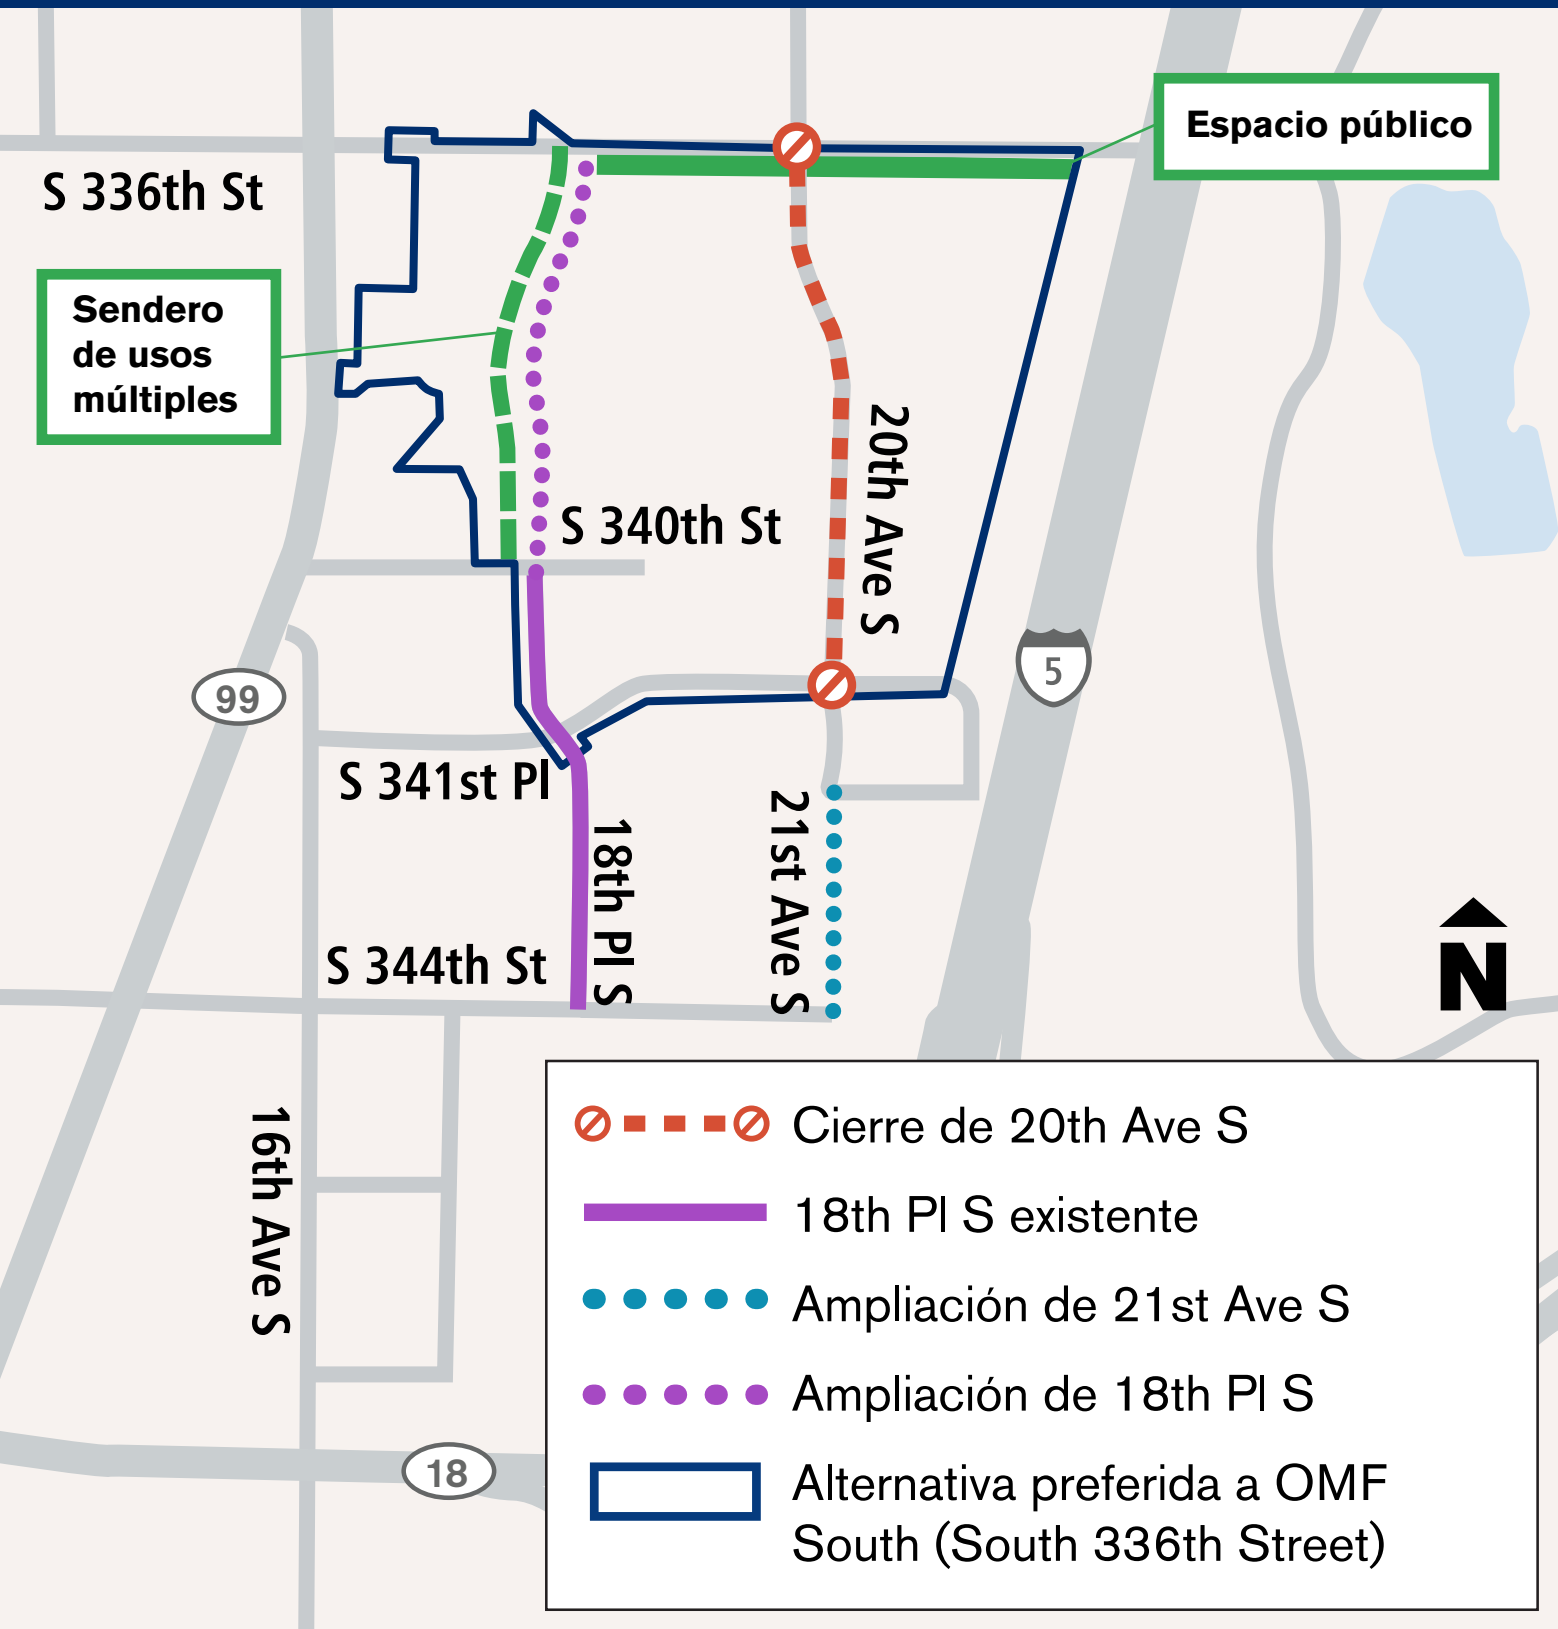 Espacio público
S 336th St
Sendero
de usos
múltiples
20th Ave S
S 340th St
5
99
S 341st Pl
18th Pl S
21st Ave S
S 344th St
N
16th Ave S
18
Cierre de 20th Ave S
18th Pl S existente
Ampliación de 21st Ave S
Ampliación de 18th Pl S
Alternativa preferida a OMF
South (South 336th Street)